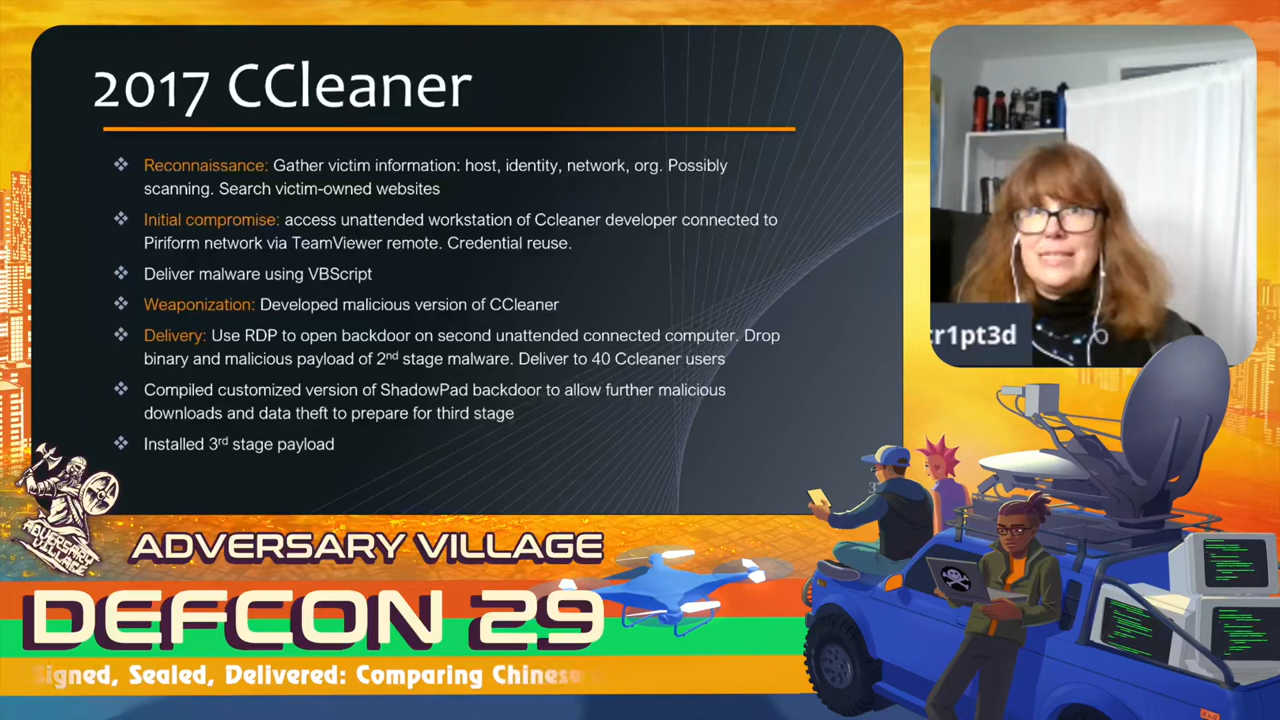 2017 CCleaner
Reconnaissance: Gather victim information: host, identity, network, org. Possibly
scanning. Search victim-owned websites
Initial compromise: access unattended workstation of Ccleaner developer connected to
Piriform network via TeamViewer remote. Credential reuse.
Deliver malware using VBScript
Weaponization: Developed malicious version of CCleaner
Delivery: Use RDP to open backdoor on second unattended connected computer. Drop
binary and malicious payload of 2nd stage malware. Deliver to 40 Ccleaner users
Compiled customized version of ShadowPad backdoor to allow further malicious
downloads and data theft to prepare for third stage
Installed 3rd stage payload
cr1pt3d
ADVERSARY
VILLAGE
ADVERSARY VILLAGE
DEFCON 29
Signed, Sealed, Delivered: Comparing Chinese